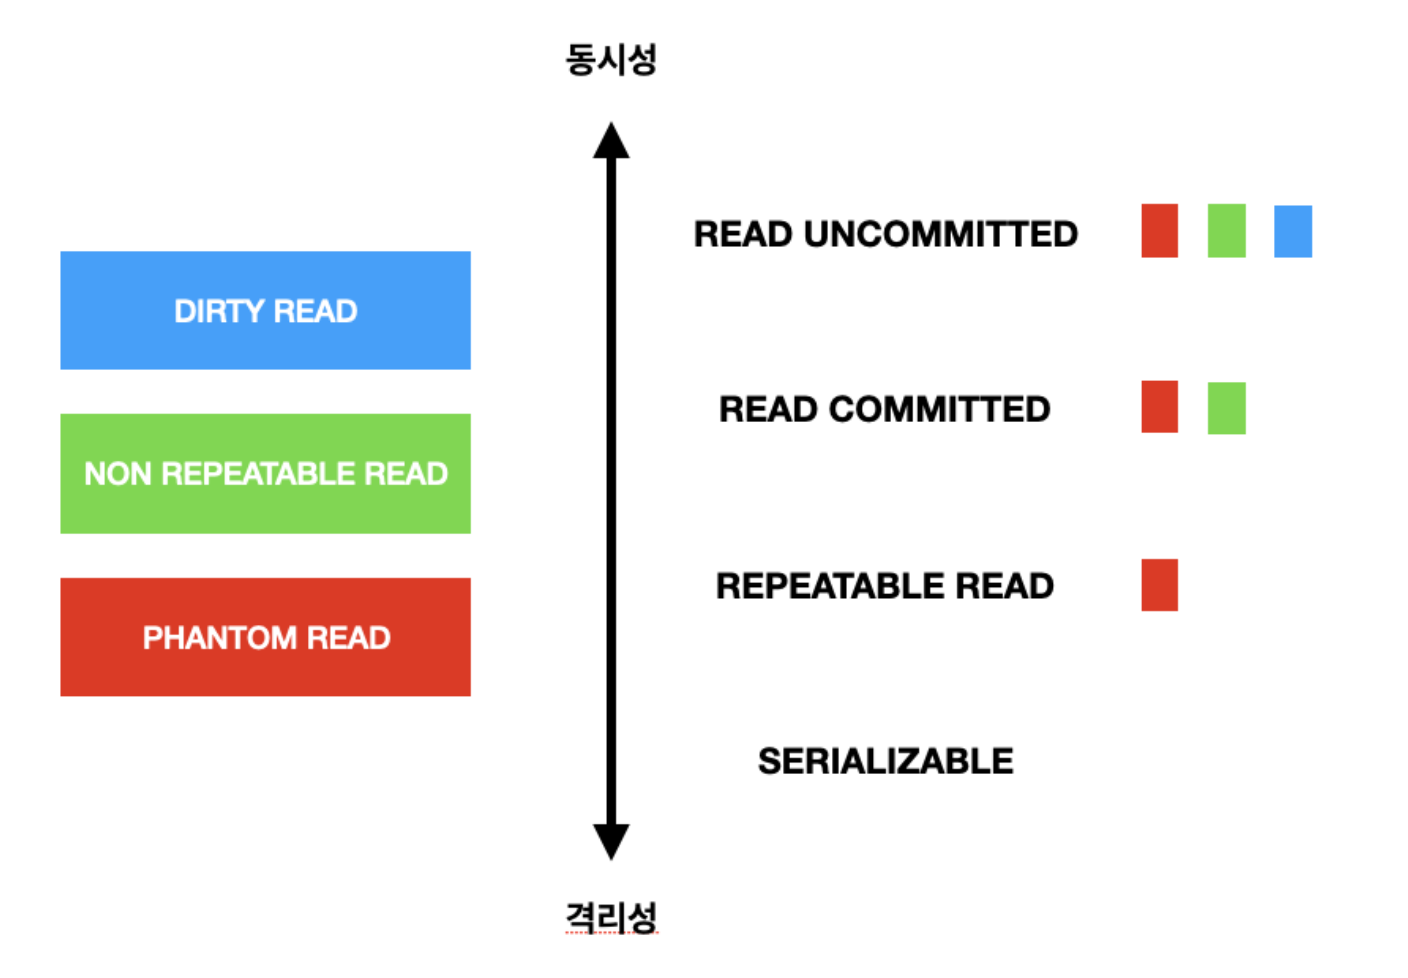 동시성
READ UNCOMMITTED
DIRTY READ
READ COMMITTED
NON REPEATABLE READ
REPEATABLE READ
PHANTOM READ
SERIALIZABLE
격리성